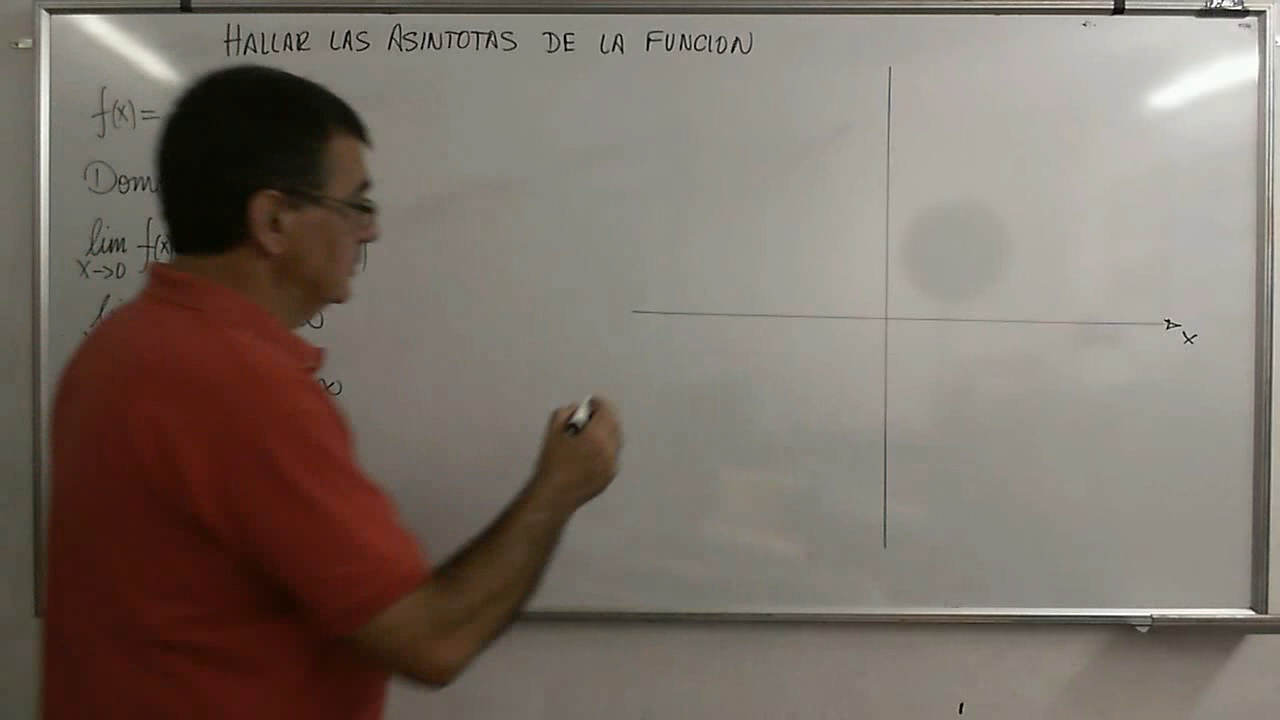 HALLAR LAS ASINTOTAS DE LA FUNCION
f(x)=
Dom
lim f(x
x→0
∞
X